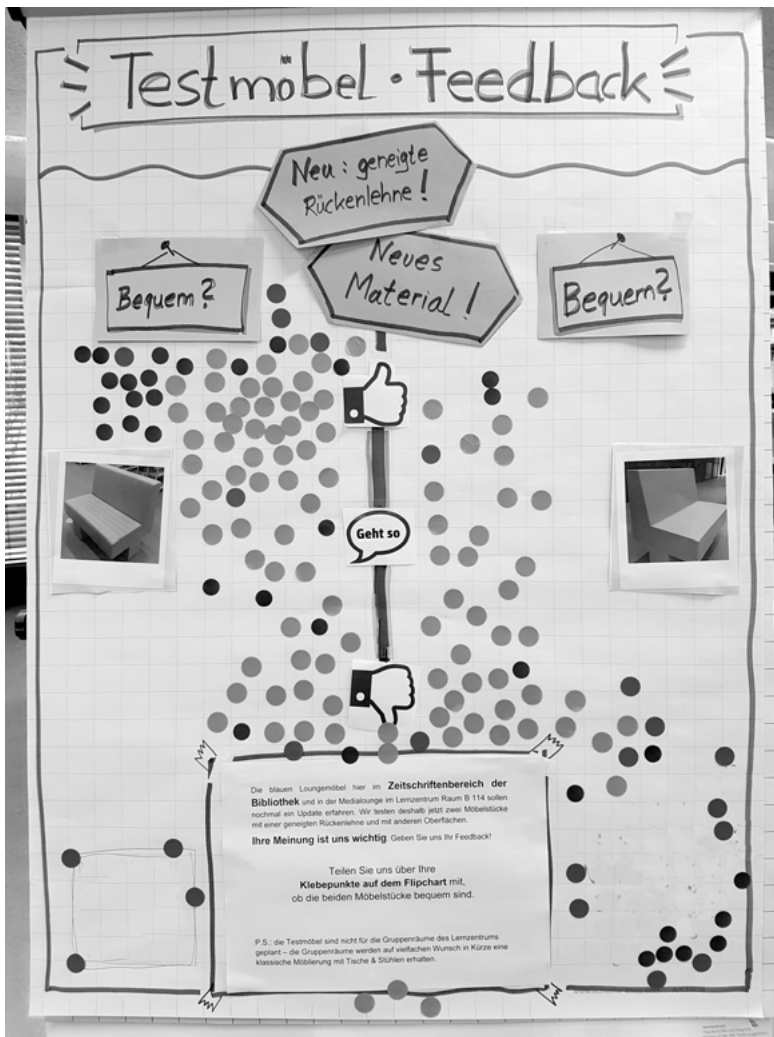 Testmöbel · Feedback
Neu: geneigte
Rückenlehne!
Neues
Material!
Bequem?
Bequem?
Geht so
Die blauen Loungemöbel hier im Zeitschriftenbereich der
Bibliothek und in der Medialounge im Lernzentrum Raum B 114 sollen
nochmal ein Update erfahren. Wir testen deshalb jetzt zwei Möbelstücke
mit einer geneigten Rückenlehne und mit anderen Oberflächen.
Ihre Meinung ist uns wichtig. Geben Sie uns Ihr Feedback!
Teilen Sie uns über Ihre
Klebepunkte auf dem Flipchart mit,
ob die beiden Möbelstücke bequem sind.
P.S.: die Testmöbel sind nicht für die Gruppenräume des Lernzentrums
geplant – die Gruppenräume werden auf vielfachen Wunsch in Kürze eine
klassische Möblierung mit Tische & Stühlen erhalten.